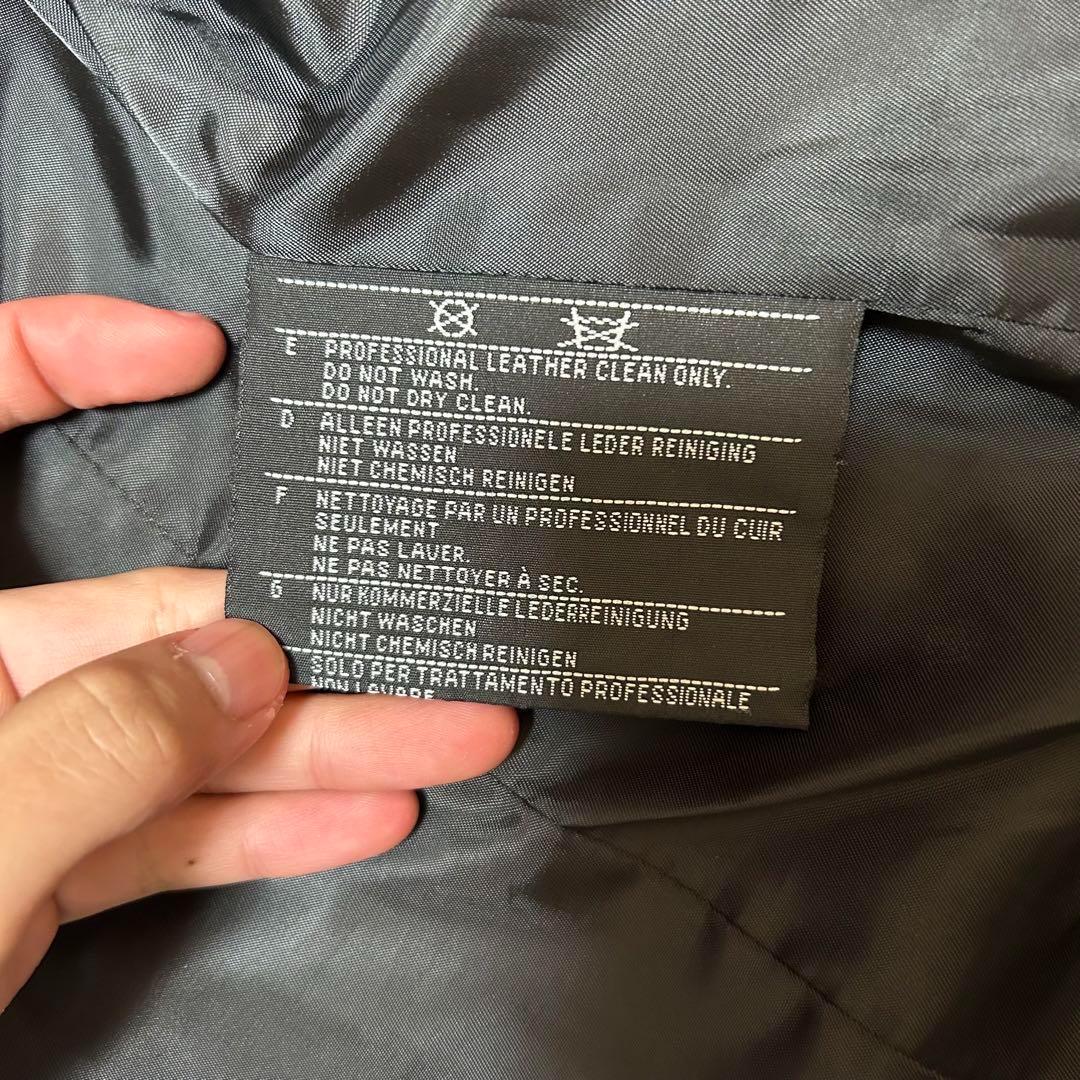 E PROFESSIONAL LEATHER CLEAN ONLY.
DO NOT WASH.
DO NOT DRY CLEAN.
D ALLEEN PROFESSIONELE LEDER REINIGING
NIET WASSEN
NIET CHEMISCH REINIGEN
F NETTOYAGE PAR UN PROFESSIONNEL DU CUIR
SEULEMENT
NE PAS LAVER.
NE PAS NETTOYER À SEC.
G NUR KOMMERZIELLE LEDERREINIGUNG
NICHT WASCHEN
NICHT CHEMISCH REINIGEN
SOLO PER TRATTAMENTO PROFESSIONALE
NON LAVARE